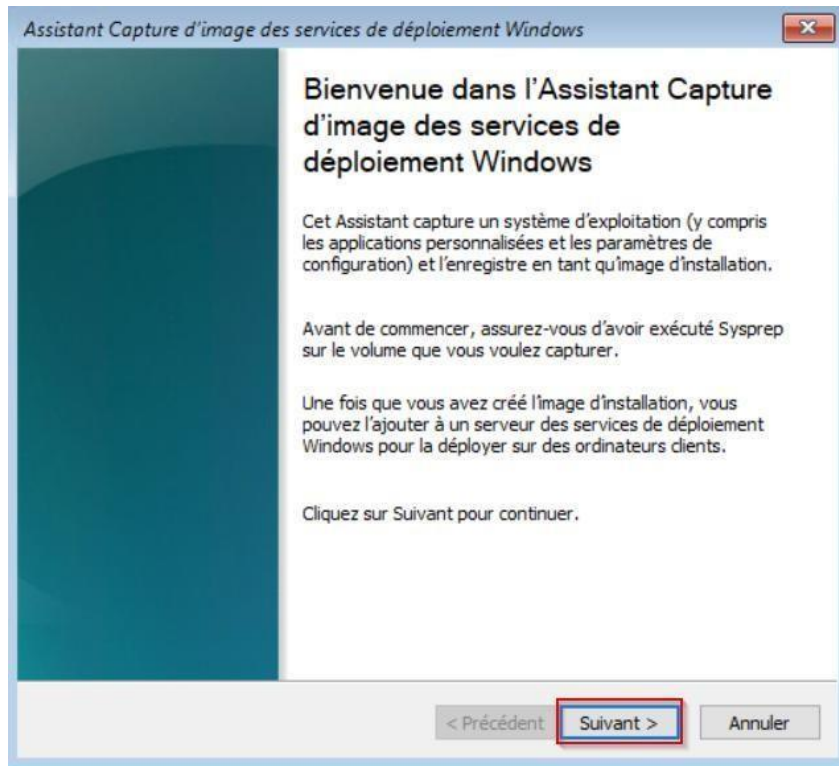 Assistant Capture d'image des services de déploiement Windows
Bienvenue dans l'Assistant Capture
d'image des services de
déploiement Windows
Cet Assistant capture un système d'exploitation (y compris
les applications personnalisées et les paramètres de
configuration) et l'enregistre en tant qu'image d'installation.
Avant de commencer, assurez-vous d'avoir exécuté Sysprep
sur le volume que vous voulez capturer.
Une fois que vous avez créé l'image d'installation, vous
pouvez l'ajouter à un serveur des services de déploiement
Windows pour la déployer sur des ordinateurs clients.
Cliquez sur Suivant pour continuer.
< Précédent Suivant > Annuler